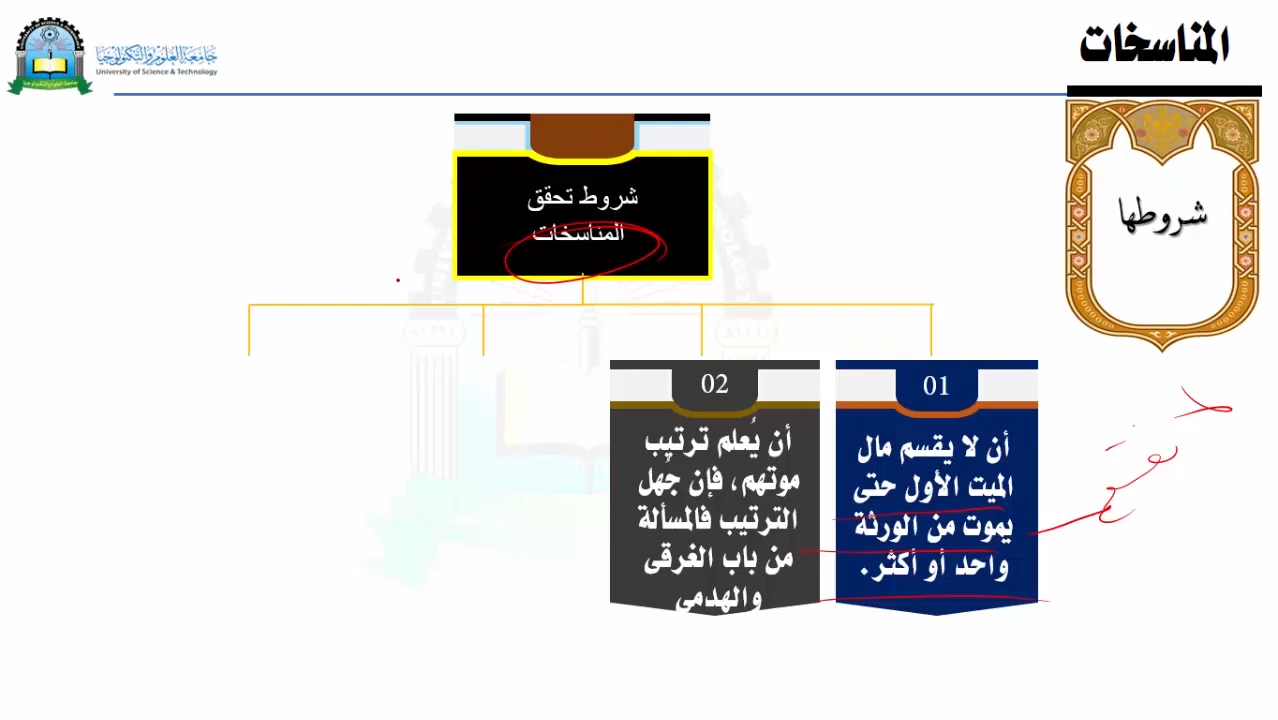 المناسخات
جامعة العلوم والتكنولوجيا
University of Science & Technology
شروطها
شروط تحقق
المناسخات
01
أن لا يقسم مال
الميت الأول حتى
يموت من الورثة
واحد أو أكثر.
02
أن يُعلم ترتيب
موتهم، فإن جُهل
الترتيب فالمسألة
من باب الغرقى
والهدمى